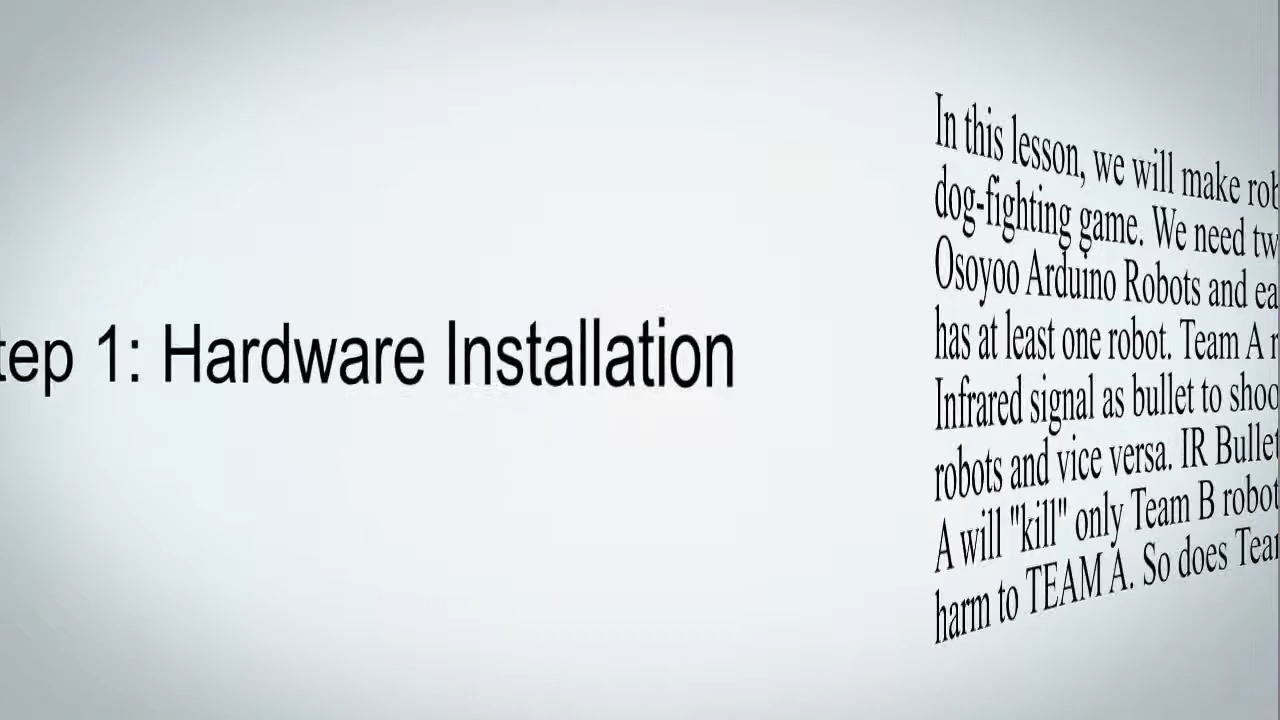 tep 1: Hardware Installation
In this lesson, we will make rob
dog-fighting game. We need tw
Osoyoo Arduino Robots and ea
has at least one robot. Team A r
Infrared signal as bullet to shoo
robots and vice versa. IR Bullet
A will "kill" only Team B robot
harm to TEAM A. So does Tea